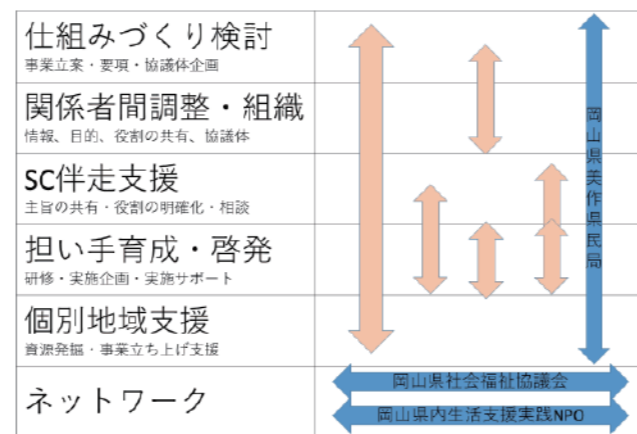 仕組みづくり検討
事業立案・要項・協議体企画
関係者間調整・組織
情報、目的、役割の共有、協議体
SC伴走支援
主旨の共有・役割の明確化・相談
担い手育成・啓発
研修・実施企画・実施サポート
個別地域支援
資源発掘・事業立ち上げ支援
ネットワーク
岡山県美作県民局
岡山県社会福祉協議会
岡山県内生活支援実践NPO